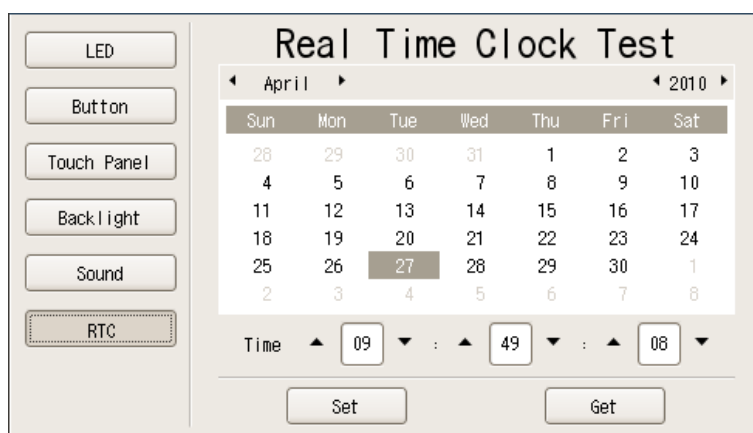 LED
Button
Touch Panel
Backlight
Sound
RTC
Real Time Clock Test
April 2010
Sun Mon Tue Wed Thu Fri Sat
28 29 30 31 1 2 3
4 5 6 7 8 9 10
11 12 13 14 15 16 17
18 19 20 21 22 23 24
25 26 27 28 29 30 1
2 3 4 5 6 7 8
Time 09 : 49 : 08
Set Get